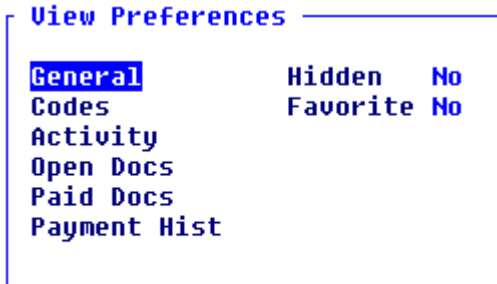 View Preferences
General Hidden No
Codes Favorite No
Activity
Open Docs
Paid Docs
Payment Hist